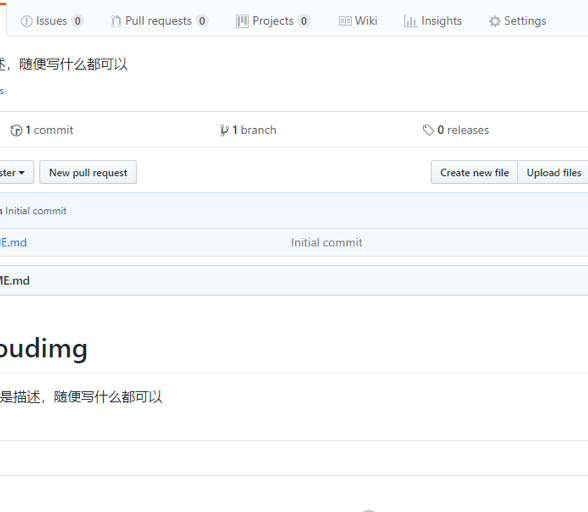 Issues 0 Pull requests 0 Projects 0 Wiki Insights Settings
述，随便写什么都可以
s
1 commit 1 branch 0 releases
ster New pull request Create new file Upload files
n Initial commit
ME.md Initial commit
ME.md
oudimg
是描述，随便写什么都可以